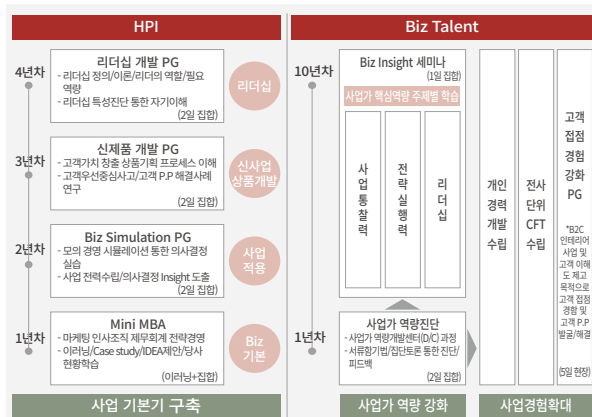 HPI
4년차
리더십 개발 PG
- 리더십 정의/이론/리더의 역할/필요
역량
- 리더십 특성진단 통한 자기이해
(2일 집합)
리더십
3년차
신제품 개발 PG
- 고객가치 창출 상품기획 프로세스 이해
- 고객우선중심사고/고객 P.P 해결사례
연구
(2일 집합)
신사업
상품개발
2년차
Biz Simulation PG
- 모의 경영 시뮬레이션 통한 의사결정
실습
- 사업 전력수립/의사결정 Insight 도출
(2일 집합)
사업
적용
1년차
Mini MBA
- 마케팅 인사조직 재무회계 전략경영
- 이러닝/Case study/IDEA제안/당사
현황학습
(이러닝+집합)
Biz
기본
사업 기본기 구축
Biz Talent
10년차
Biz Insight 세미나
(1일 집합)
사업가 핵심역량 주제별 학습
사업통찰력
전략실행력
리더십
1년차
사업가 역량진단
- 사업가 역량개발센터(D/C) 과정
- 서류함기법/집단토론 통한 진단/
피드백
(2일 집합)
사업가 역량 강화
개인
경력
개발
수립
전사
단위
CFT
수립
고객
접점
경험
강화
PG
*B2C
인테리어
사업 및
고객 이해
도 제고
목적으로
고객 접점
경험 및
고객 P.P
발굴/해결
(5일 현장)
사업경험확대